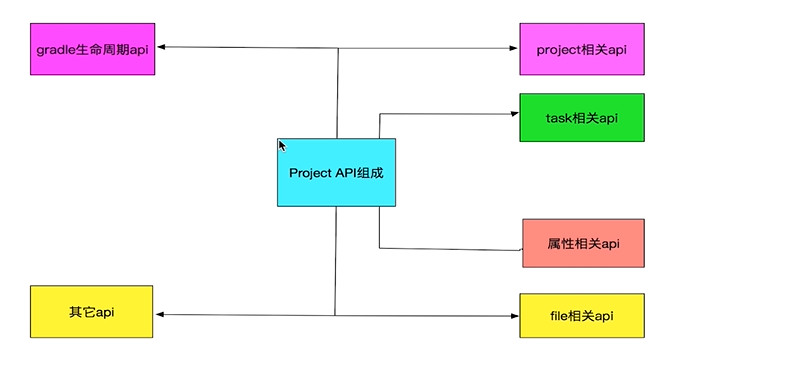 gradle生命周期api
project相关api
task相关api
Project API组成
属性相关api
其它api
file相关api